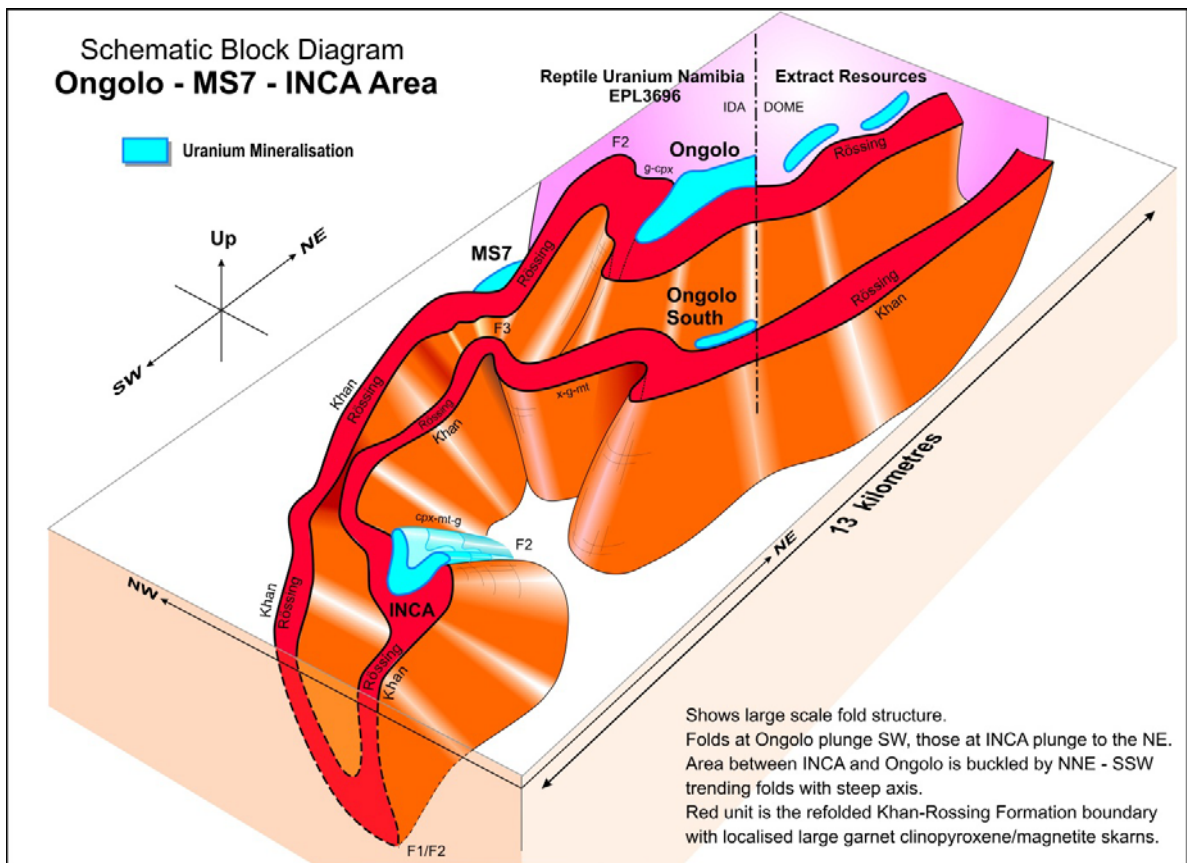 Schematic Block Diagram
Ongolo - MS7 - INCA Area
Uranium Mineralisation
Reptile Uranium Namibia
EPL3696
Extract Resources
IDA
DOME
F2
g-cpx
Ongolo
Rössing
Up
NE
SW
MS7
Rössing
F3
Ongolo
South
Rössing
Khan
Khan
Rössing
Rössing
Khan
x-g-mt
cpx-mt-g
F2
INCA
NW
Khan
Rössing
Rössing
Khan
NE
13 kilometres
F1/F2
Shows large scale fold structure.
Folds at Ongolo plunge SW, those at INCA plunge to the NE.
Area between INCA and Ongolo is buckled by NNE - SSW
trending folds with steep axis.
Red unit is the refolded Khan-Rossing Formation boundary
with localised large garnet clinopyroxene/magnetite skarns.